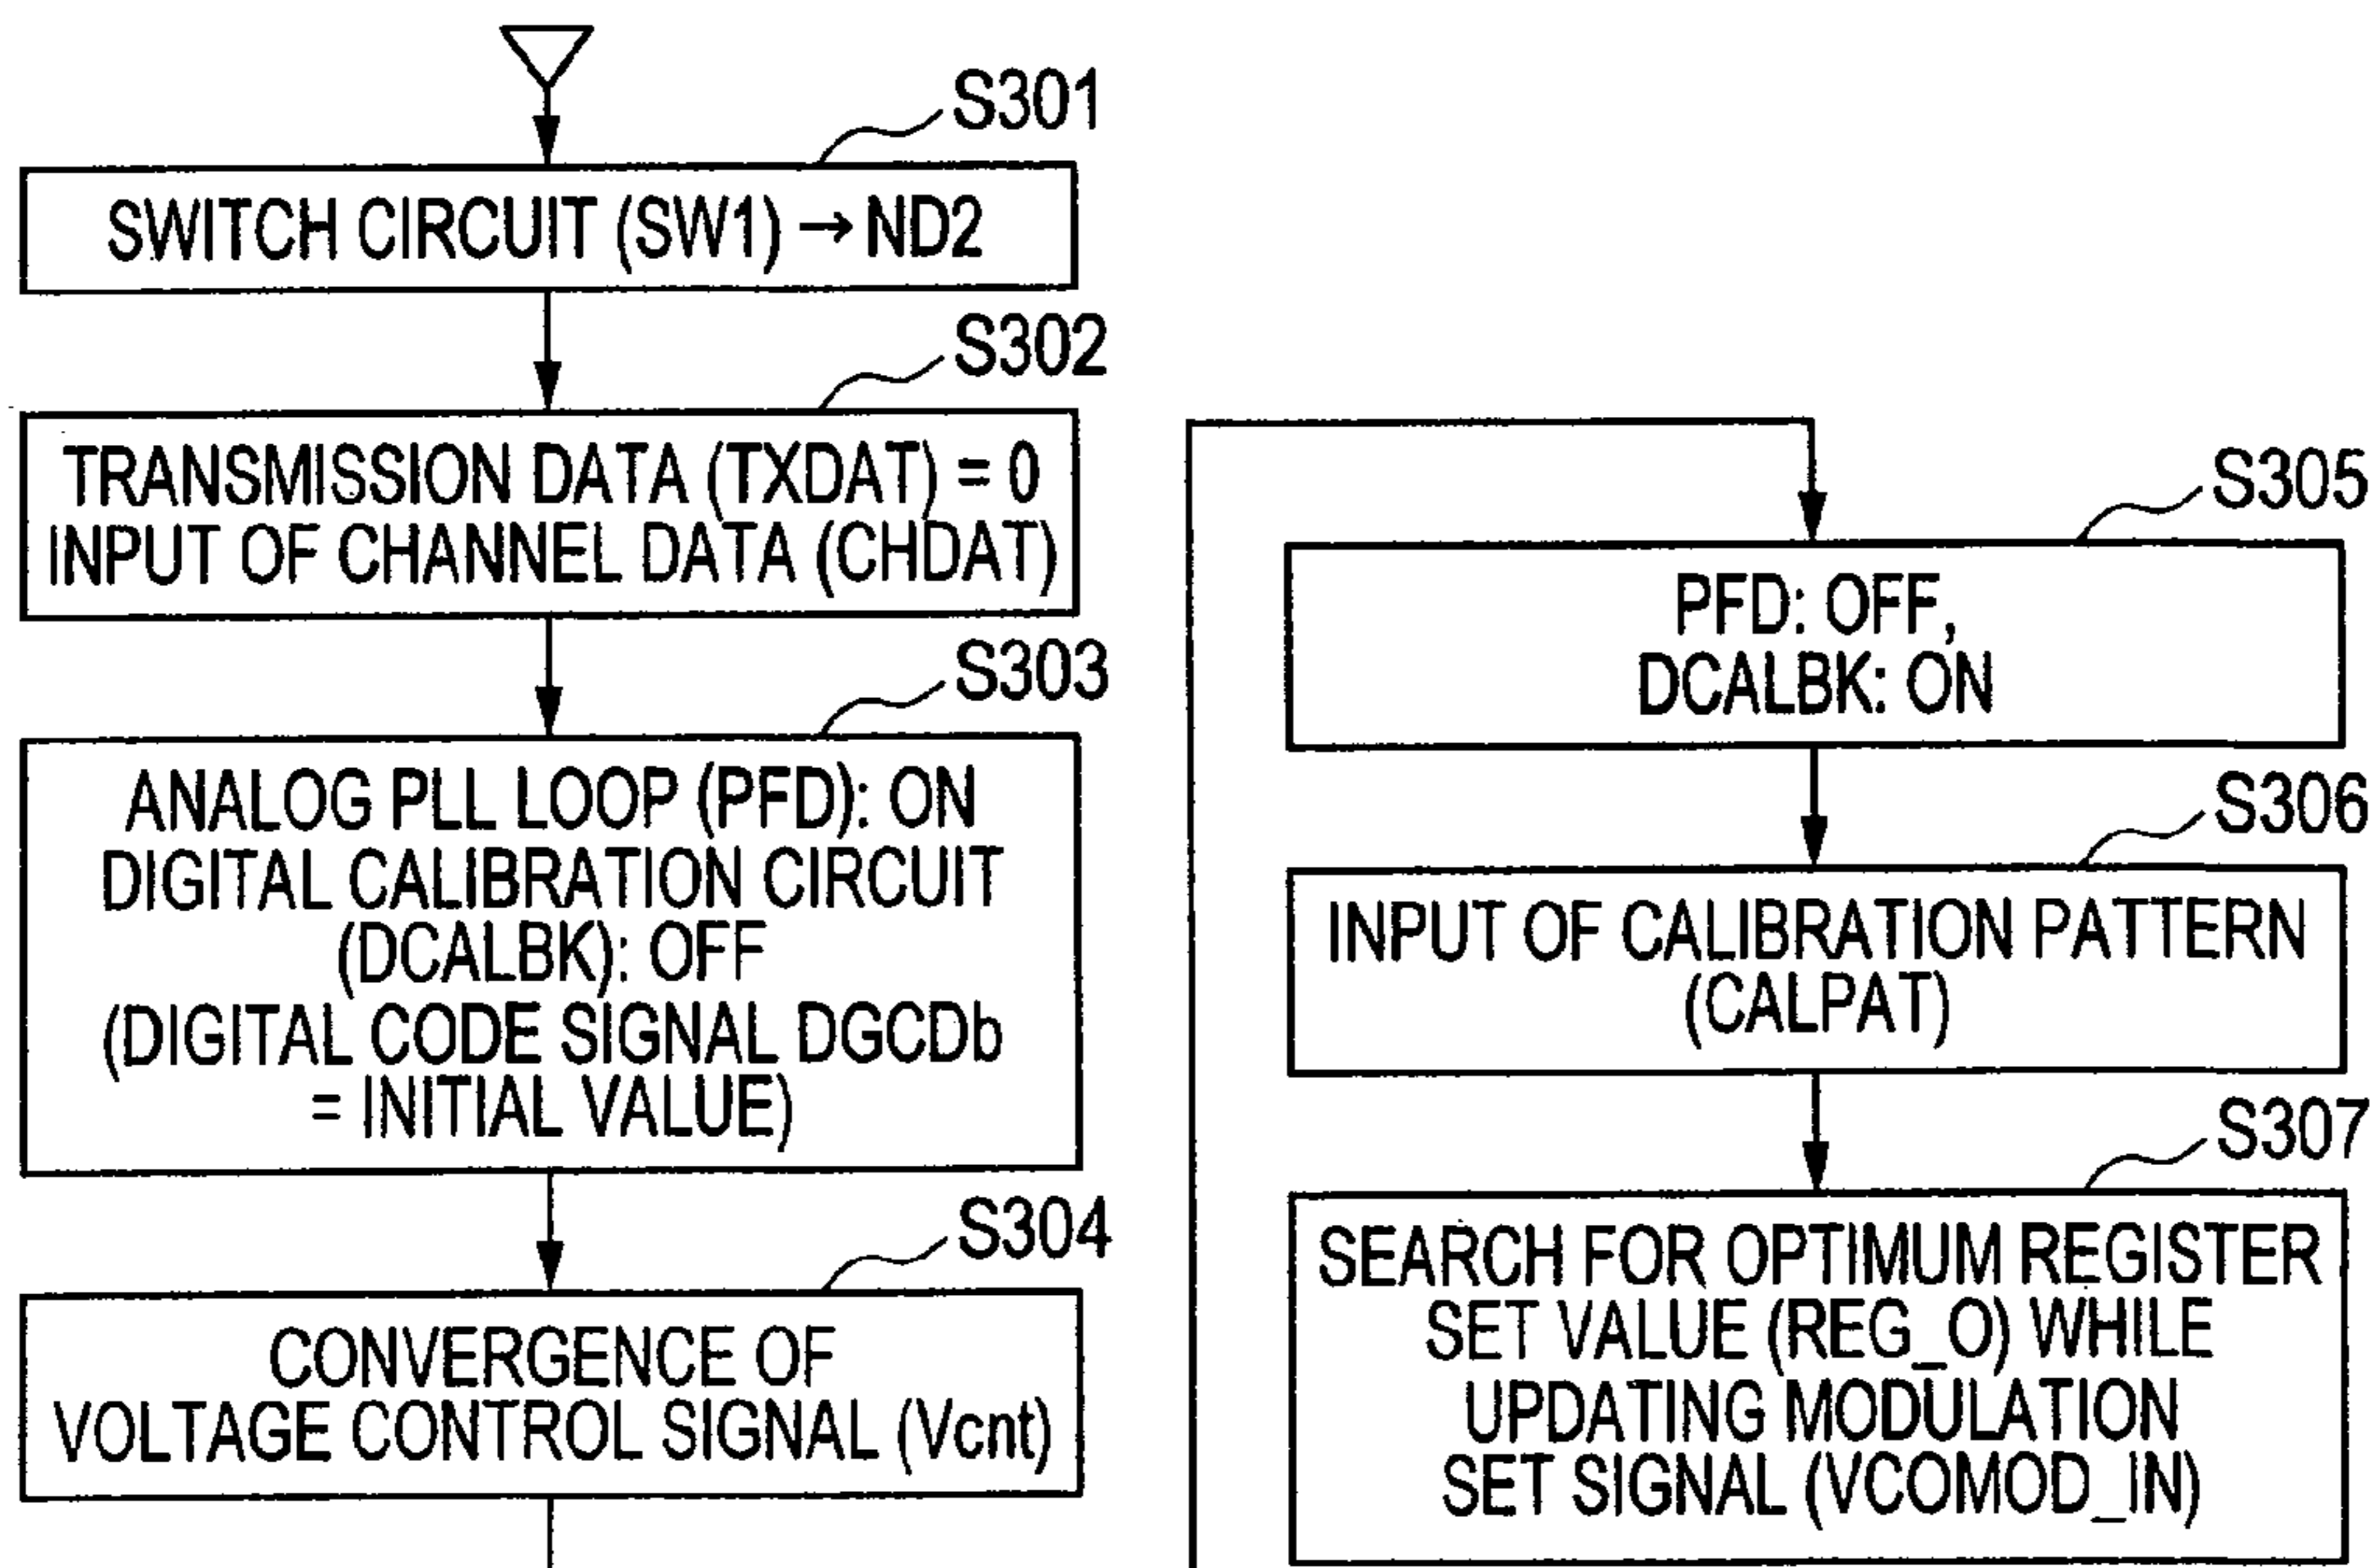 S301
SWITCH CIRCUIT (SW1) → ND2
S302
TRANSMISSION DATA (TXDAT) = 0
INPUT OF CHANNEL DATA (CHDAT)
S303
ANALOG PLL LOOP (PFD): ON
DIGITAL CALIBRATION CIRCUIT
(DCALBK): OFF
(DIGITAL CODE SIGNAL DGCDb
= INITIAL VALUE)
S304
CONVERGENCE OF
VOLTAGE CONTROL SIGNAL (Vcnt)
S305
PFD: OFF,
DCALBK: ON
S306
INPUT OF CALIBRATION PATTERN
(CALPAT)
S307
SEARCH FOR OPTIMUM REGISTER
SET VALUE (REG_O) WHILE
UPDATING MODULATION
SET SIGNAL (VCOMOD_IN)